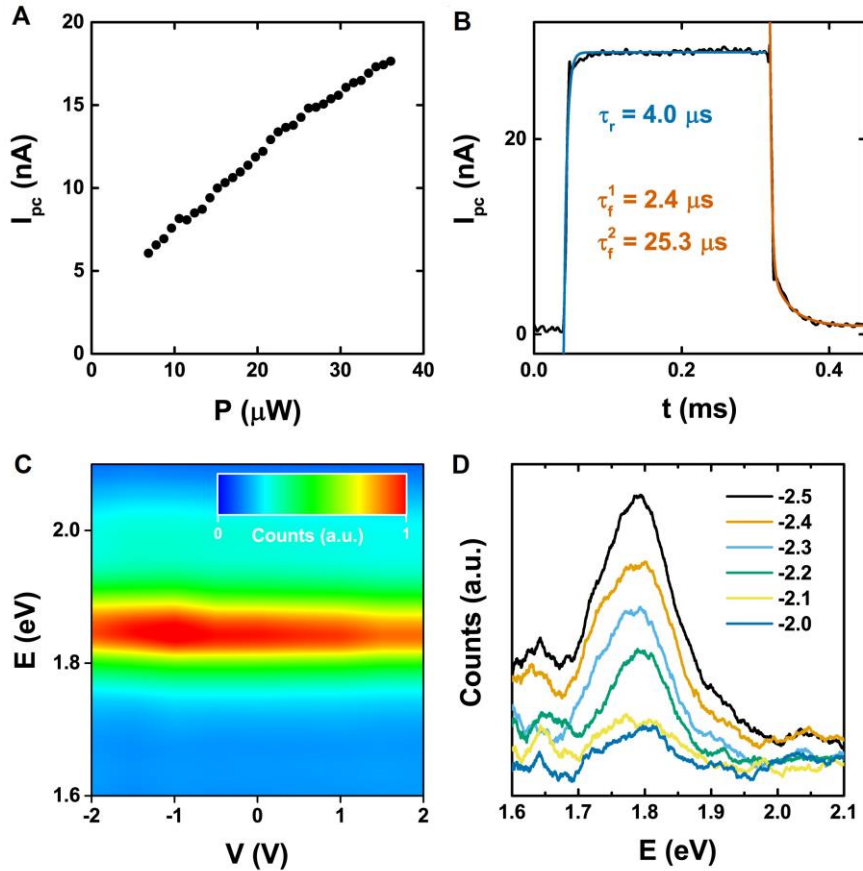 A
20
15
10
5
0
I_pc (nA)
0 10 20 30 40
P (μW)
B
20
0
I_pc (nA)
τ_r = 4.0 μs
τ_f^1 = 2.4 μs
τ_f^2 = 25.3 μs
0.0 0.2 0.4
t (ms)
C
2.0
1.8
1.6
E (eV)
0 Counts (a.u.) 1
-2 -1 0 1 2
V (V)
D
Counts (a.u.)
-2.5
-2.4
-2.3
-2.2
-2.1
-2.0
1.6 1.7 1.8 1.9 2.0 2.1
E (eV)